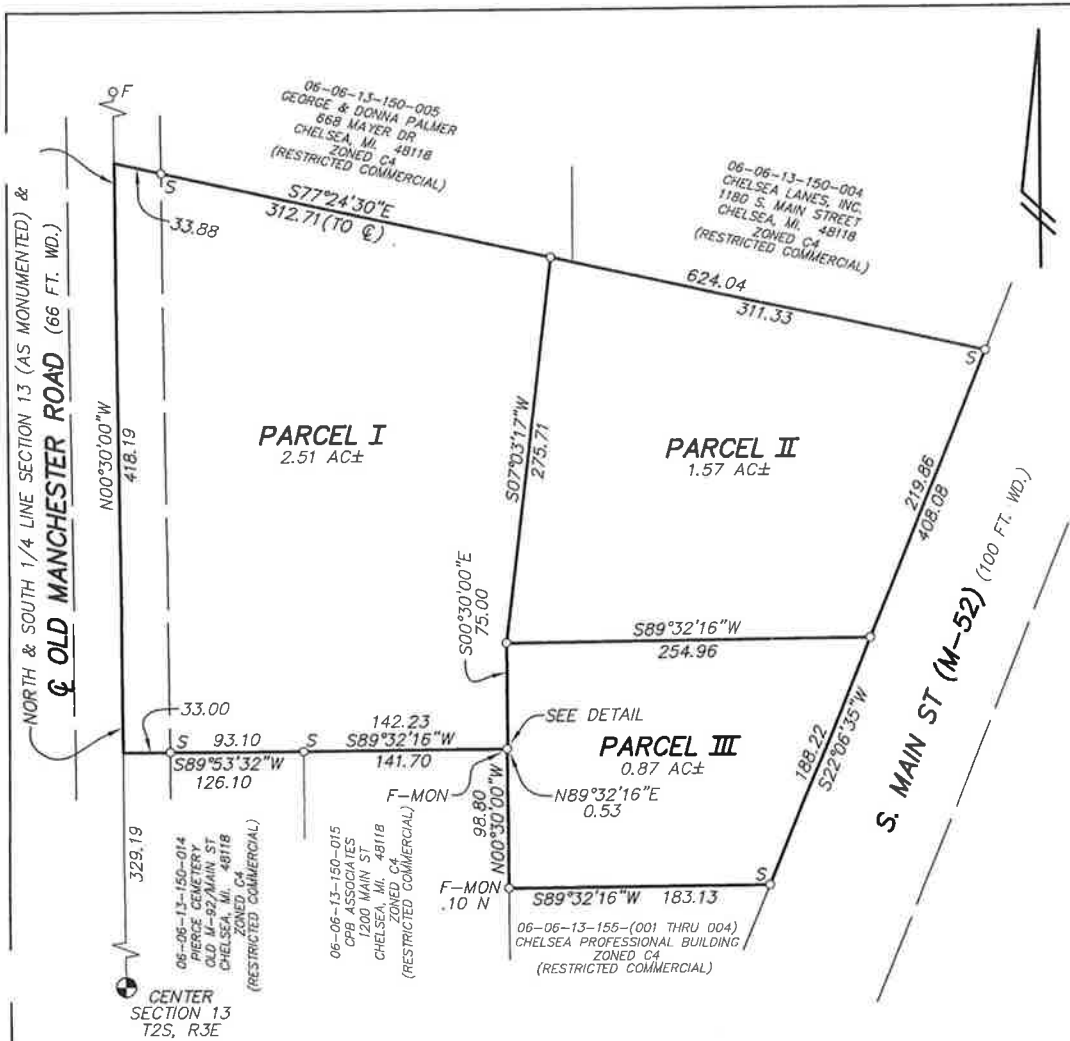 F
06-06-13-150-005
GEORGE & DONNA PALMER
668 MAYER DR
CHELSEA, MI. 48118
ZONED C4
(RESTRICTED COMMERCIAL)
06-06-13-150-004
CHELSEA LANES, INC.
1180 S. MAIN STREET
CHELSEA, MI. 48118
ZONED C4
(RESTRICTED COMMERCIAL)
S
33.88
S77°24'30"E
312.71 (TO ℄)
624.04
311.33
S
NORTH & SOUTH 1/4 LINE SECTION 13 (AS MONUMENTED) &
℄ OLD MANCHESTER ROAD (66 FT. WD.)
N00°30'00"W
418.19
PARCEL I
2.51 AC±
S07°03'17"W
275.71
PARCEL II
1.57 AC±
219.86
408.08
S. MAIN ST (M-52) (100 FT. WD.)
S00°30'00"E
75.00
S89°32'16"W
254.96
33.00
S
93.10
S89°53'32"W
126.10
S
142.23
S89°32'16"W
141.70
SEE DETAIL
PARCEL III
0.87 AC±
188.22
S22°06'35"W
F-MON
N89°32'16"E
0.53
98.80
N00°30'00"W
F-MON
.10 N
S89°32'16"W
183.13
S
329.19
06-06-13-150-014
PIERCE CEMETERY
OLD M-92/MAIN ST
CHELSEA, MI. 48118
ZONED C4
(RESTRICTED COMMERCIAL)
06-06-13-150-015
CPB ASSOCIATES
1200 MAIN ST
CHELSEA, MI. 48118
ZONED C4
(RESTRICTED COMMERCIAL)
06-06-13-155-(001 THRU 004)
CHELSEA PROFESSIONAL BUILDING
ZONED C4
(RESTRICTED COMMERCIAL)
CENTER
SECTION 13
T2S, R3E